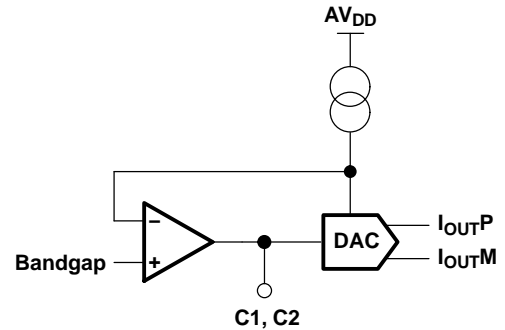 AVDD
−
+
Bandgap
DAC
IOUTP
IOUTM
C1, C2